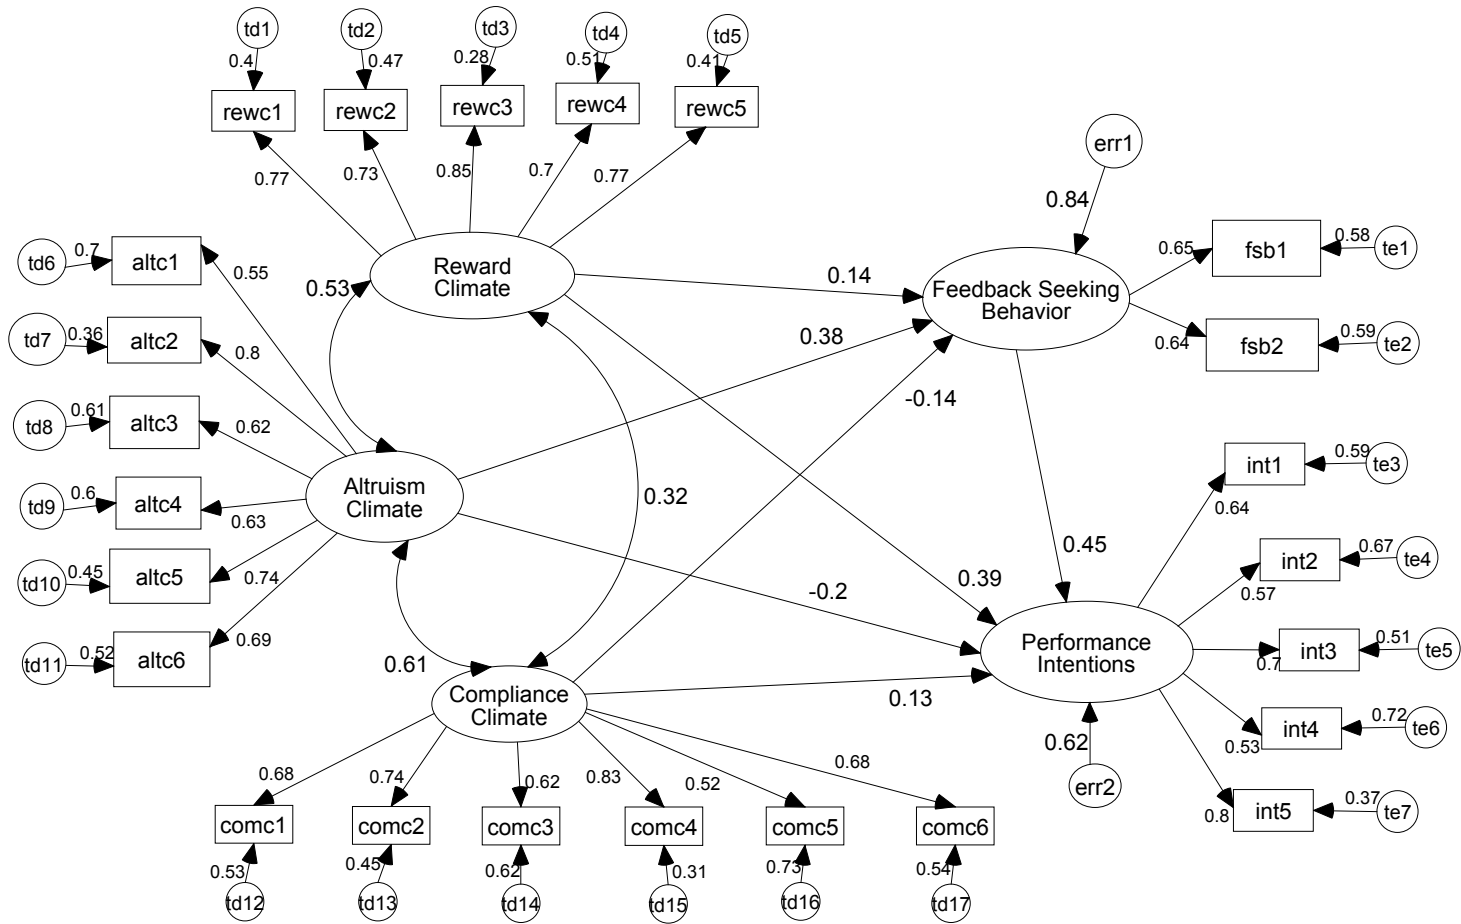 td1
td2
td3
td4
td5
0.4
0.47
0.28
0.51
0.41
rewc1
rewc2
rewc3
rewc4
rewc5
0.77
0.73
0.85
0.7
0.77
Reward
Climate
err1
0.84
Feedback Seeking
Behavior
0.65
fsb1
0.58
te1
0.64
fsb2
0.59
te2
td6
0.7
altc1
0.55
td7
0.36
altc2
0.8
td8
0.61
altc3
0.62
td9
0.6
altc4
0.63
td10
0.45
altc5
0.74
td11
0.52
altc6
0.69
Altruism
Climate
0.53
0.32
0.61
0.14
0.38
-0.14
0.45
0.39
-0.2
0.13
Performance
Intentions
0.62
err2
0.64
int1
0.59
te3
0.57
int2
0.67
te4
0.7
int3
0.51
te5
0.53
int4
0.72
te6
0.8
int5
0.37
te7
Compliance
Climate
0.68
0.74
0.62
0.83
0.52
0.68
comc1
comc2
comc3
comc4
comc5
comc6
0.53
0.45
0.62
0.31
0.73
0.54
td12
td13
td14
td15
td16
td17